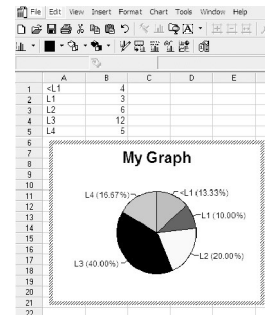 File Edit View Insert Format Chart Tools Window Help
A B C D E
1 <L1 4
2 L1 3
3 L2 6
4 L3 12
5 L4 5
6
7
8
9
10
11
12
13
14
15
16
17
18
19
20
21
22
My Graph
L4 (16.67%) <L1 (13.33%)
L1 (10.00%)
L2 (20.00%)
L3 (40.00%)